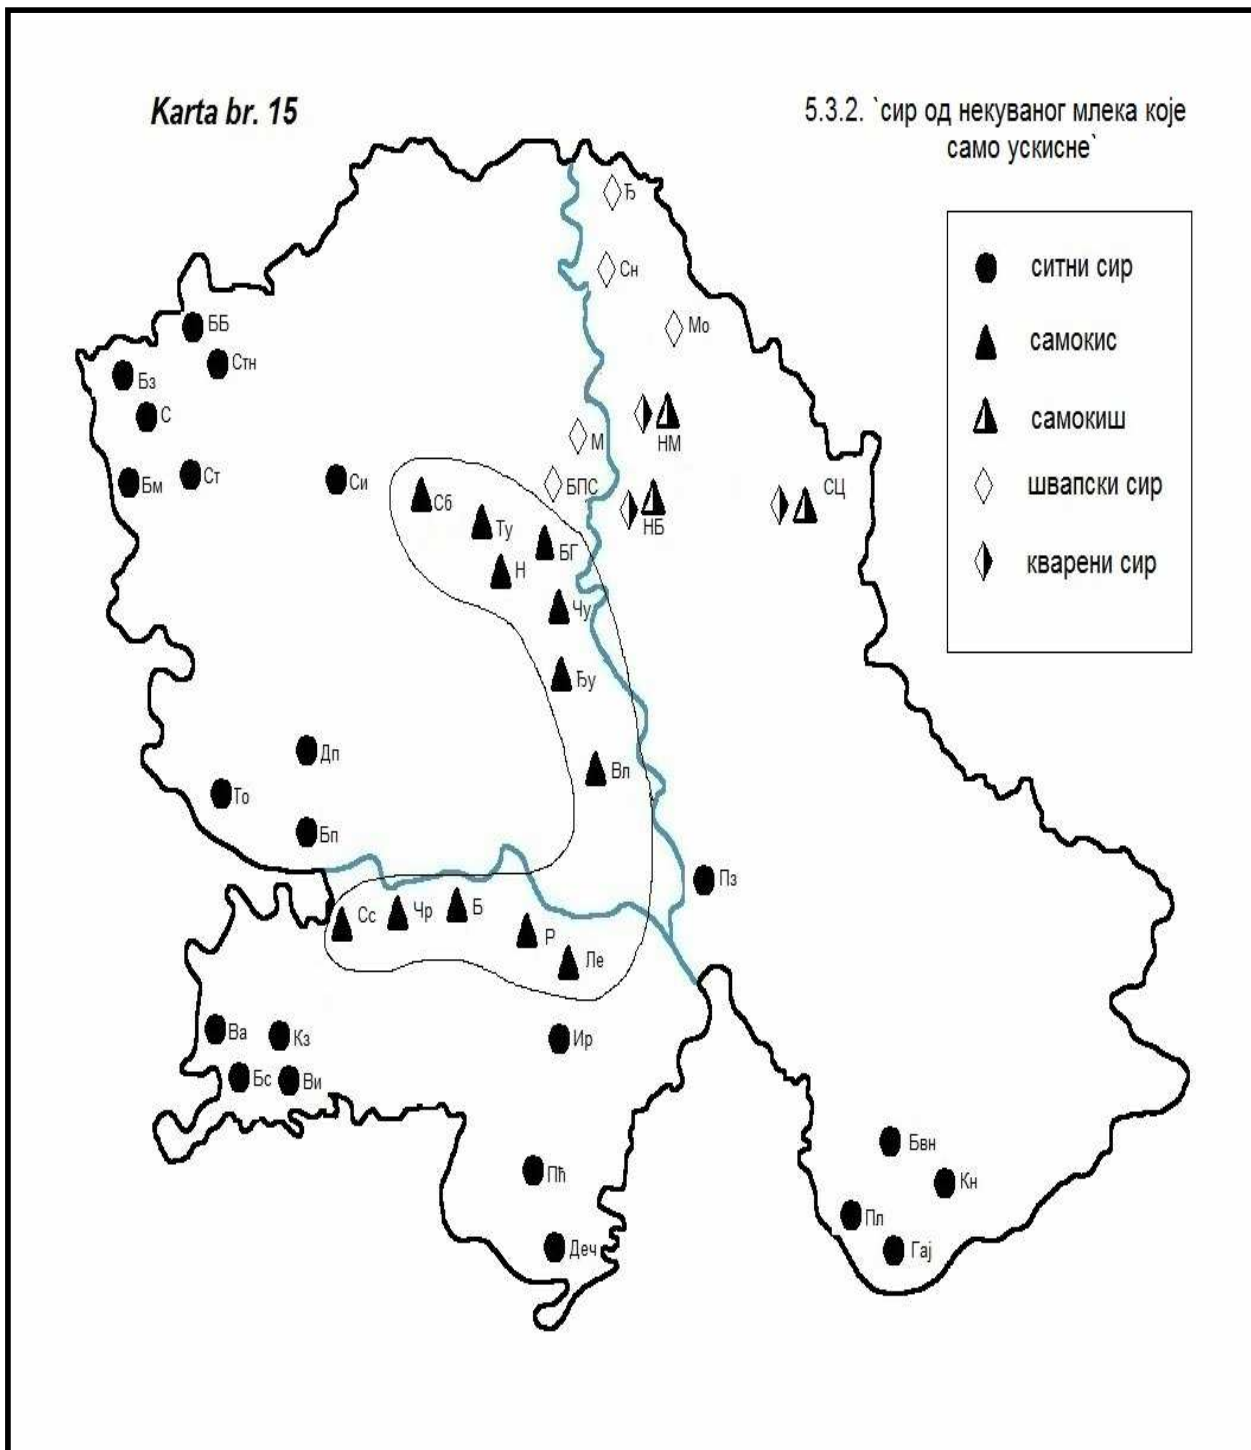 Karta br. 15
5.3.2. `сир од некуваног млека које
само ускисне`
ситни сир
самокис
самокиш
швапски сир
кварени сир
Ђ
Сн
Мо
ББ
Стн
Бз
С
Бм
Ст
Си
М
НМ
БПС
НБ
СЦ
Сб
Ту
БГ
Н
Чу
Ђу
Вл
Дп
То
Бп
Пз
Сс
Чр
Б
Р
Ле
Ва
Кз
Ир
Бс
Ви
Бвн
Пћ
Кн
Пл
Деч
Гај